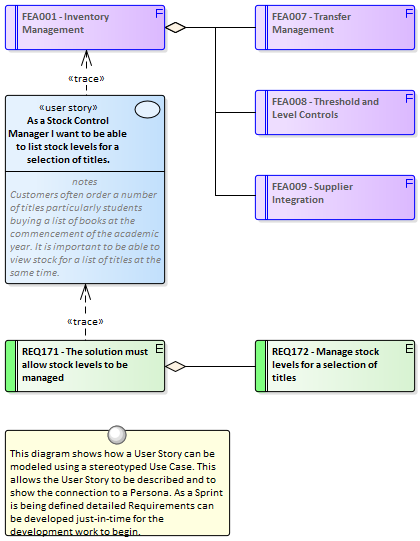 FEA001 - Inventory
Management
F
FEA007 - Transfer
Management
F
«trace»
«user story»
As a Stock Control
Manager I want to be able
to list stock levels for a
selection of titles.
notes
Customers often order a number
of titles particularly students
buying a list of books at the
commencement of the academic
year. it is important to be able to
view stock for a list of titles at the
same time.
FEA008 - Threshold and
Level Controls
F
FEA009 - Supplier
Integration
F
«trace»
REQ171 - The solution must
allow stock levels to be
managed
E
REQ172 - Manage stock
levels for a selection of
titles
E
This diagram shows how a User Story can be
modeled using a stereotyped Use Case. This
allows the User Story to be described and to
show the connection to a Persona. As a Sprint
is being defined detailed Requirements can
be developed just-in-time for the
development work to begin.